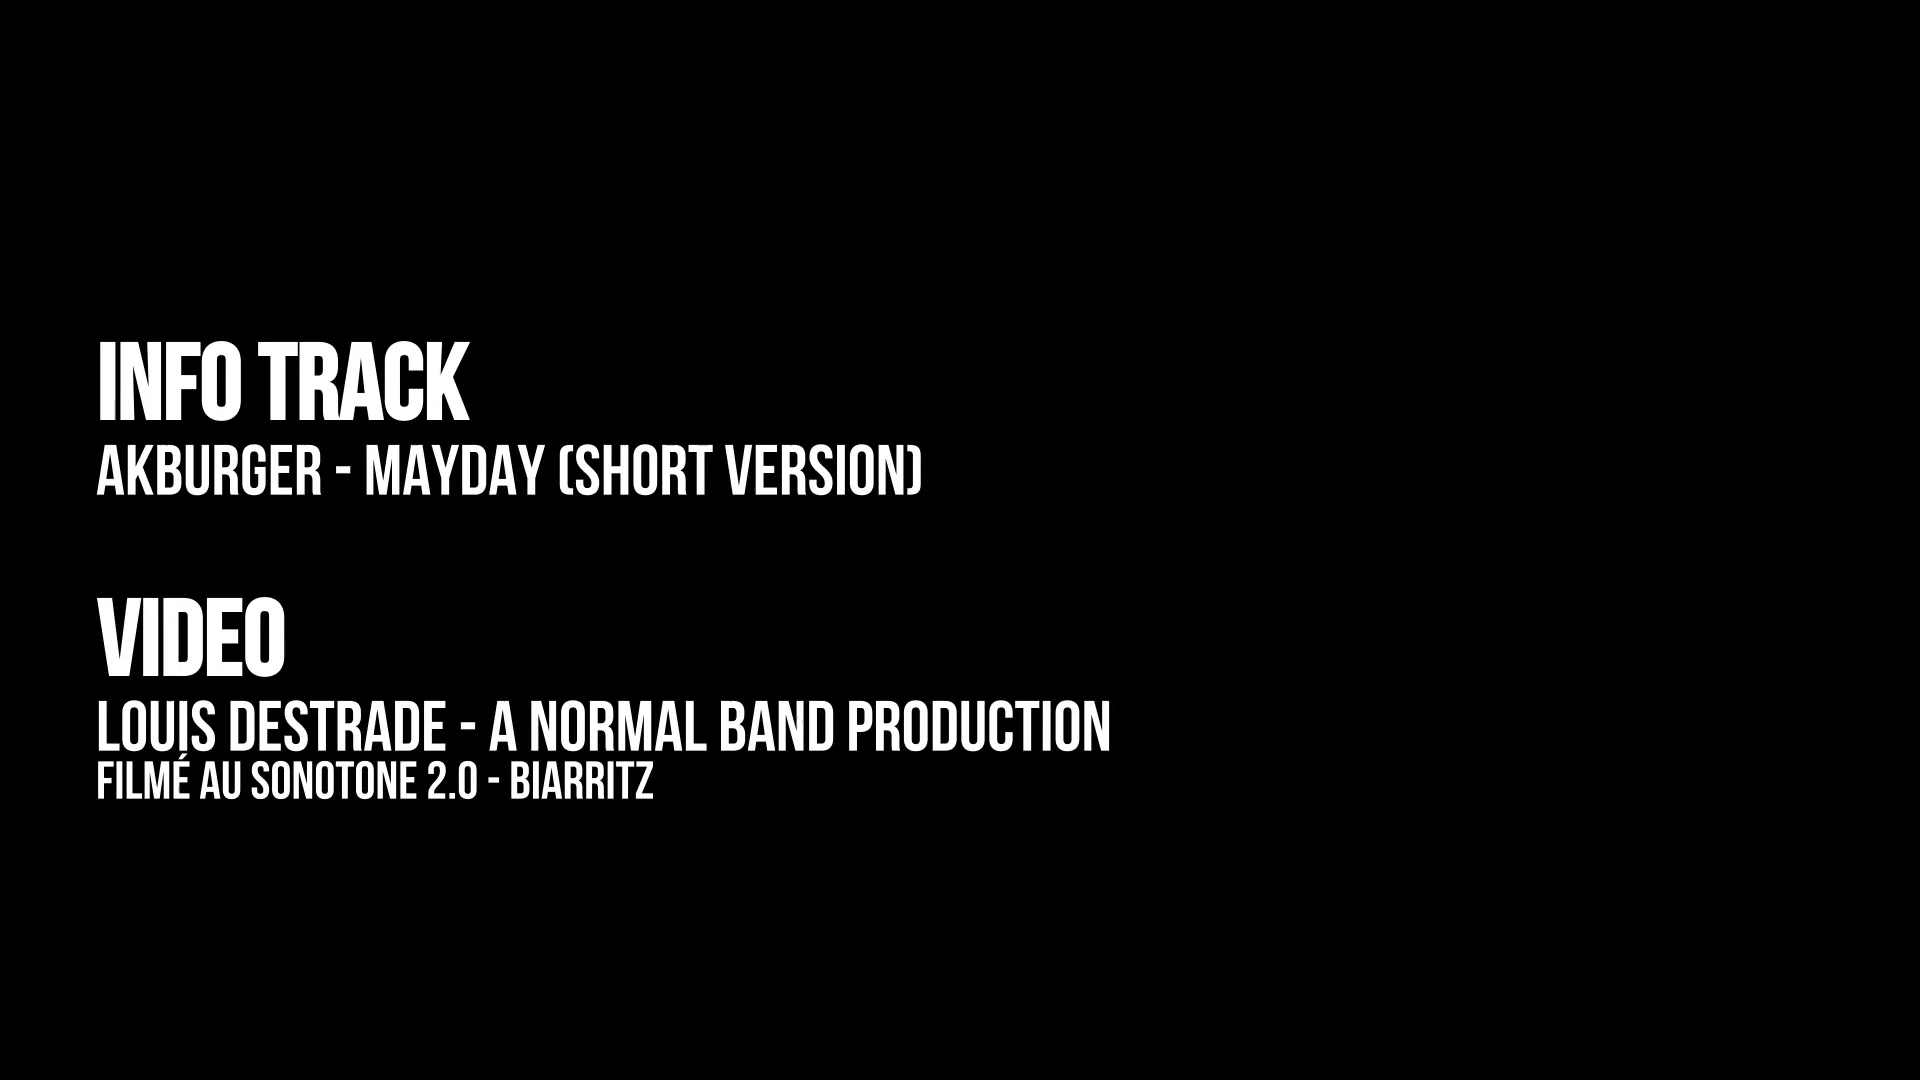 INFO TRACK
AKBURGER - MAYDAY (SHORT VERSION)
VIDEO
LOUIS DESTRADE - A NORMAL BAND PRODUCTION
FILMÉ AU SONOTONE 2.0 - BIARRITZ